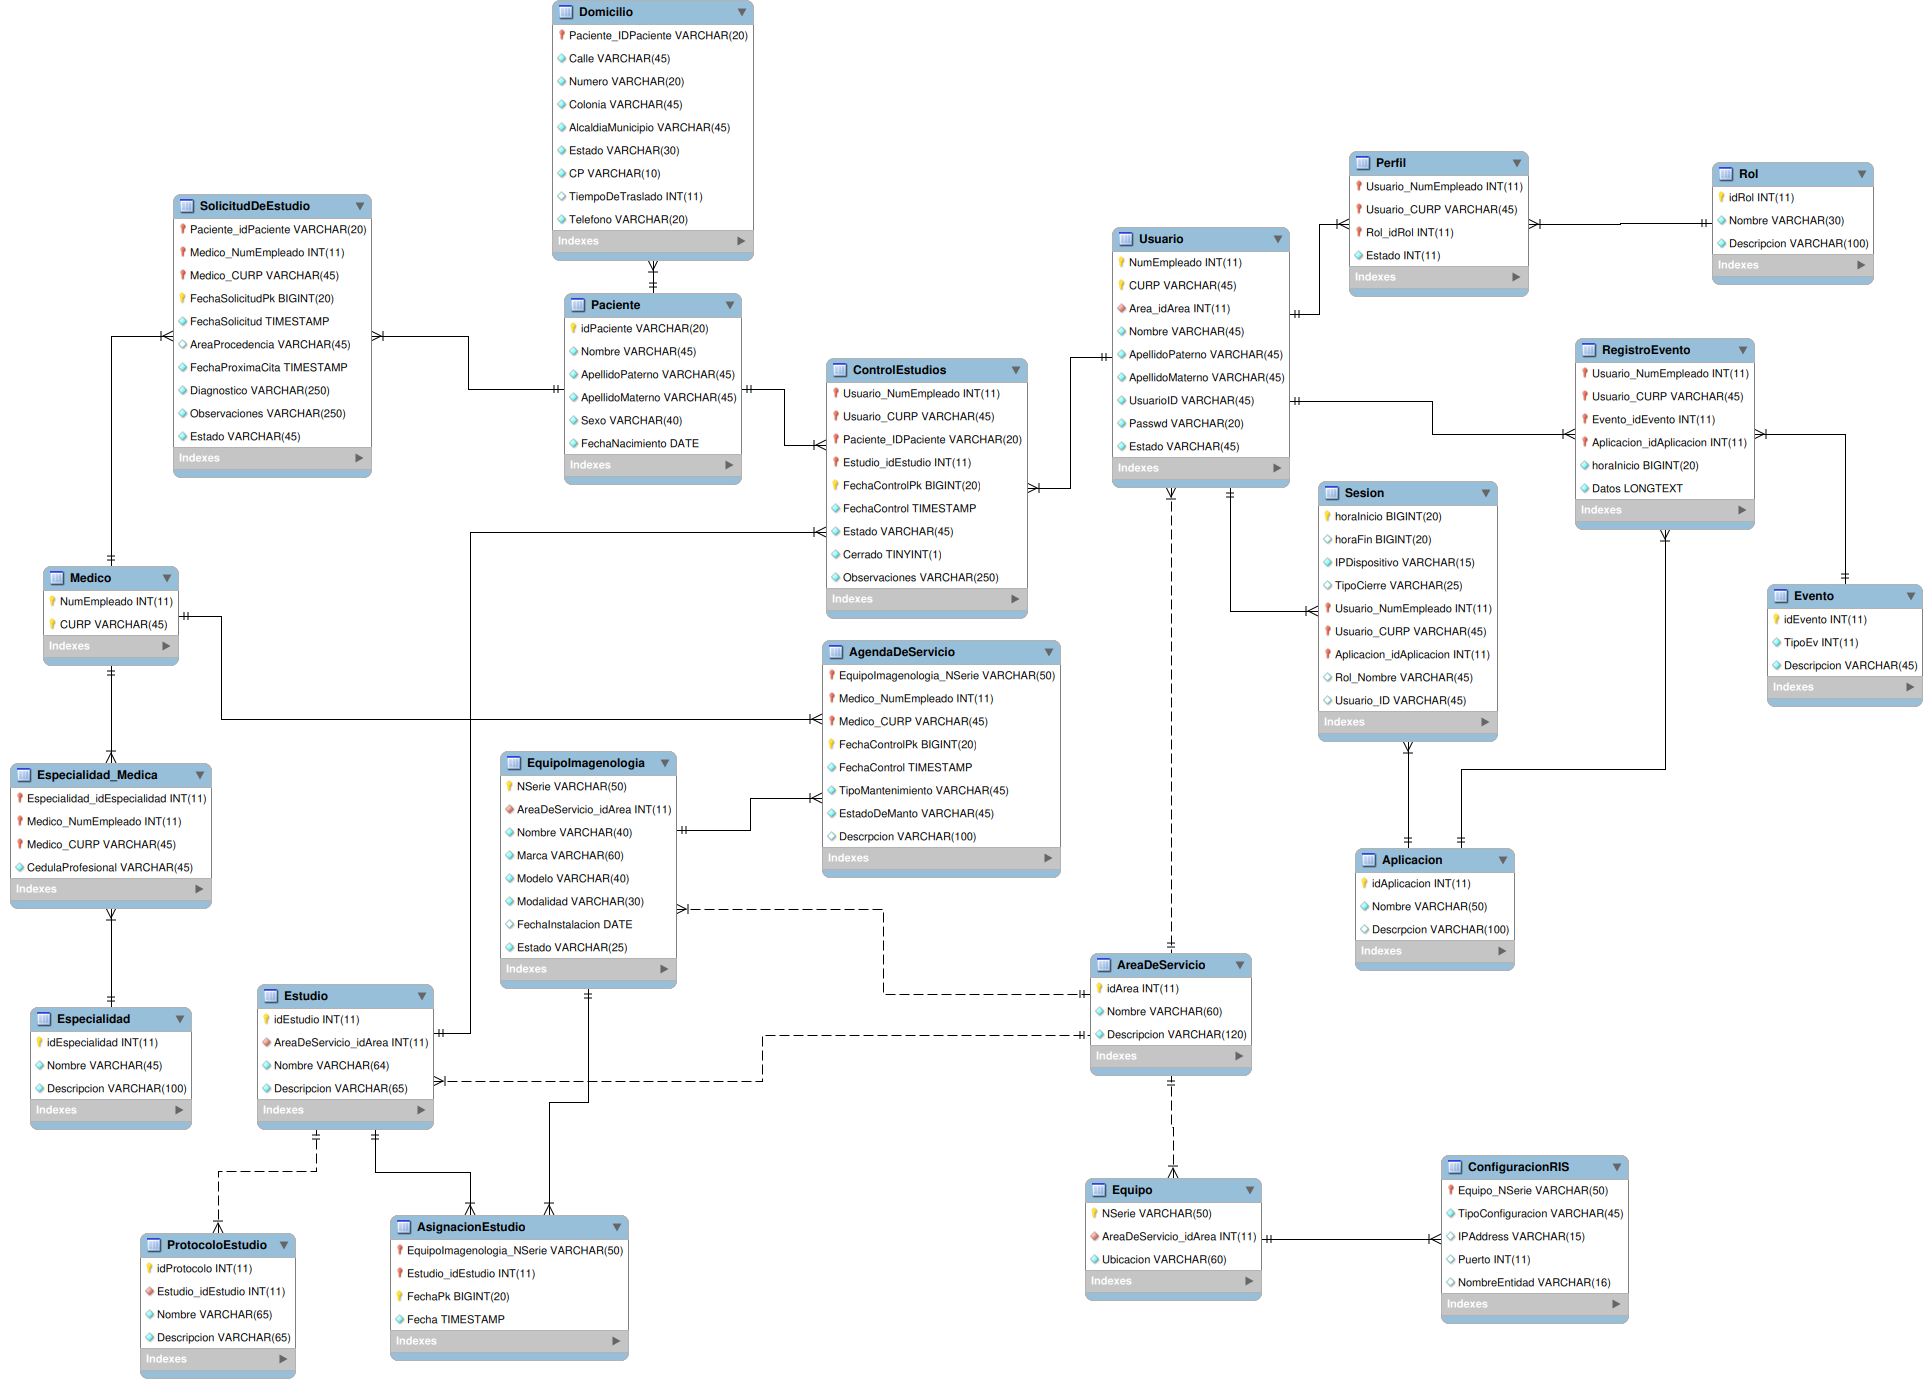 Domicilio
Paciente_IDPaciente VARCHAR(20)
Calle VARCHAR(45)
Numero VARCHAR(20)
Colonia VARCHAR(45)
AlcaldiaMunicipio VARCHAR(45)
Estado VARCHAR(30)
CP VARCHAR(10)
TiempoDeTraslado INT(11)
Telefono VARCHAR(20)
Indexes
SolicitudDeEstudio
Paciente_idPaciente VARCHAR(20)
Medico_NumEmpleado INT(11)
Medico_CURP VARCHAR(45)
FechaSolicitudPk BIGINT(20)
FechaSolicitud TIMESTAMP
AreaProcedencia VARCHAR(45)
FechaProximaCita TIMESTAMP
Diagnostico VARCHAR(250)
Observaciones VARCHAR(250)
Estado VARCHAR(45)
Indexes
Paciente
idPaciente VARCHAR(20)
Nombre VARCHAR(45)
ApellidoPaterno VARCHAR(45)
ApellidoMaterno VARCHAR(45)
Sexo VARCHAR(40)
FechaNacimiento DATE
Indexes
ControlEstudios
Usuario_NumEmpleado INT(11)
Usuario_CURP VARCHAR(45)
Paciente_IDPaciente VARCHAR(20)
Estudio_idEstudio INT(11)
FechaControlPk BIGINT(20)
FechaControl TIMESTAMP
Estado VARCHAR(45)
Cerrado TINYINT(1)
Observaciones VARCHAR(250)
Indexes
Usuario
NumEmpleado INT(11)
CURP VARCHAR(45)
Area_idArea INT(11)
Nombre VARCHAR(45)
ApellidoPaterno VARCHAR(45)
ApellidoMaterno VARCHAR(45)
UsuarioID VARCHAR(45)
Passwd VARCHAR(20)
Estado VARCHAR(45)
Indexes
Perfil
Usuario_NumEmpleado INT(11)
Usuario_CURP VARCHAR(45)
Rol_idRol INT(11)
Estado INT(11)
Indexes
Rol
idRol INT(11)
Nombre VARCHAR(30)
Descripcion VARCHAR(100)
Indexes
RegistroEvento
Usuario_NumEmpleado INT(11)
Usuario_CURP VARCHAR(45)
Evento_idEvento INT(11)
Aplicacion_idAplicacion INT(11)
horaInicio BIGINT(20)
Datos LONGTEXT
Indexes
Sesion
horaInicio BIGINT(20)
horaFin BIGINT(20)
IPDispositivo VARCHAR(15)
TipoCierre VARCHAR(25)
Usuario_NumEmpleado INT(11)
Usuario_CURP VARCHAR(45)
Aplicacion_idAplicacion INT(11)
Rol_Nombre VARCHAR(45)
Usuario_ID VARCHAR(45)
Indexes
Evento
idEvento INT(11)
TipoEv INT(11)
Descripcion VARCHAR(45)
Indexes
Medico
NumEmpleado INT(11)
CURP VARCHAR(45)
Indexes
AgendaDeServicio
EquipoImagenologia_NSerie VARCHAR(50)
Medico_NumEmpleado INT(11)
Medico_CURP VARCHAR(45)
FechaControlPk BIGINT(20)
FechaControl TIMESTAMP
TipoMantenimiento VARCHAR(45)
EstadoDeManto VARCHAR(45)
Descrpcion VARCHAR(100)
Indexes
Especialidad_Medica
Especialidad_idEspecialidad INT(11)
Medico_NumEmpleado INT(11)
Medico_CURP VARCHAR(45)
CedulaProfesional VARCHAR(45)
Indexes
EquipoImagenologia
NSerie VARCHAR(50)
AreaDeServicio_idArea INT(11)
Nombre VARCHAR(40)
Marca VARCHAR(60)
Modelo VARCHAR(40)
Modalidad VARCHAR(30)
FechaInstalacion DATE
Estado VARCHAR(25)
Indexes
Aplicacion
idAplicacion INT(11)
Nombre VARCHAR(50)
Descrpcion VARCHAR(100)
Indexes
AreaDeServicio
idArea INT(11)
Nombre VARCHAR(60)
Descripcion VARCHAR(120)
Indexes
Especialidad
idEspecialidad INT(11)
Nombre VARCHAR(45)
Descripcion VARCHAR(100)
Indexes
Estudio
idEstudio INT(11)
AreaDeServicio_idArea INT(11)
Nombre VARCHAR(64)
Descripcion VARCHAR(65)
Indexes
ProtocoloEstudio
idProtocolo INT(11)
Estudio_idEstudio INT(11)
Nombre VARCHAR(65)
Descripcion VARCHAR(65)
Indexes
AsignacionEstudio
EquipoImagenologia_NSerie VARCHAR(50)
Estudio_idEstudio INT(11)
FechaPk BIGINT(20)
Fecha TIMESTAMP
Indexes
Equipo
NSerie VARCHAR(50)
AreaDeServicio_idArea INT(11)
Ubicacion VARCHAR(60)
Indexes
ConfiguracionRIS
Equipo_NSerie VARCHAR(50)
TipoConfiguracion VARCHAR(45)
IPAddress VARCHAR(15)
Puerto INT(11)
NombreEntidad VARCHAR(16)
Indexes